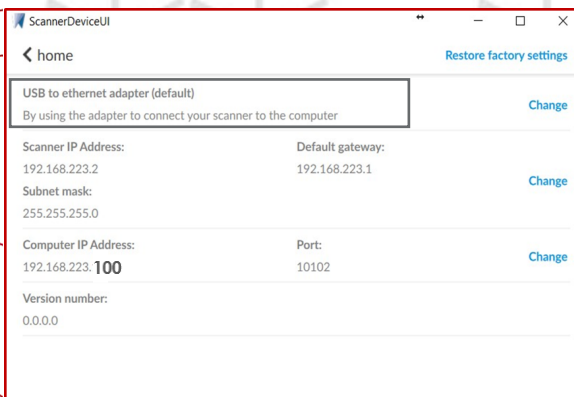 ScannerDeviceUI
home
Restore factory settings
USB to ethernet adapter (default)
By using the adapter to connect your scanner to the computer
Change
Scanner IP Address:
Default gateway:
192.168.223.2
192.168.223.1
Subnet mask:
Change
255.255.255.0
Computer IP Address:
Port:
192.168.223.100
10102
Change
Version number:
0.0.0.0